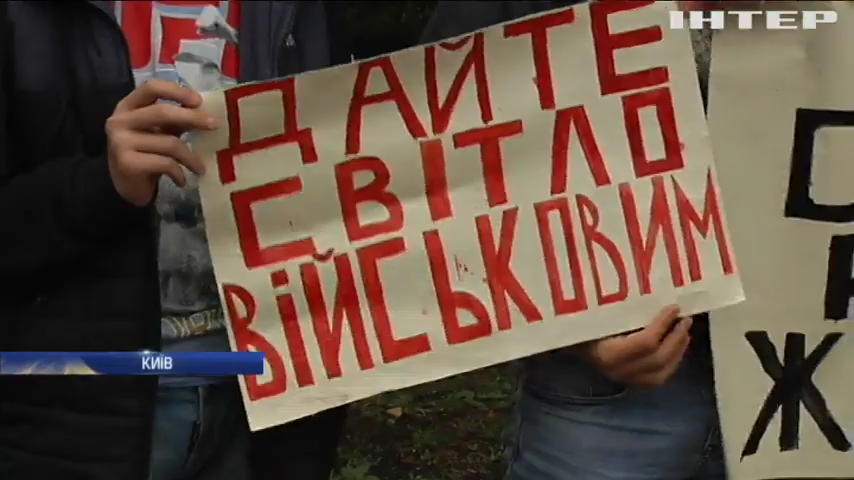 ІНТЕР
ДАЙТЕ
СВІТЛО
ВІЙСЬКОВИМ
КИЇВ
Ж